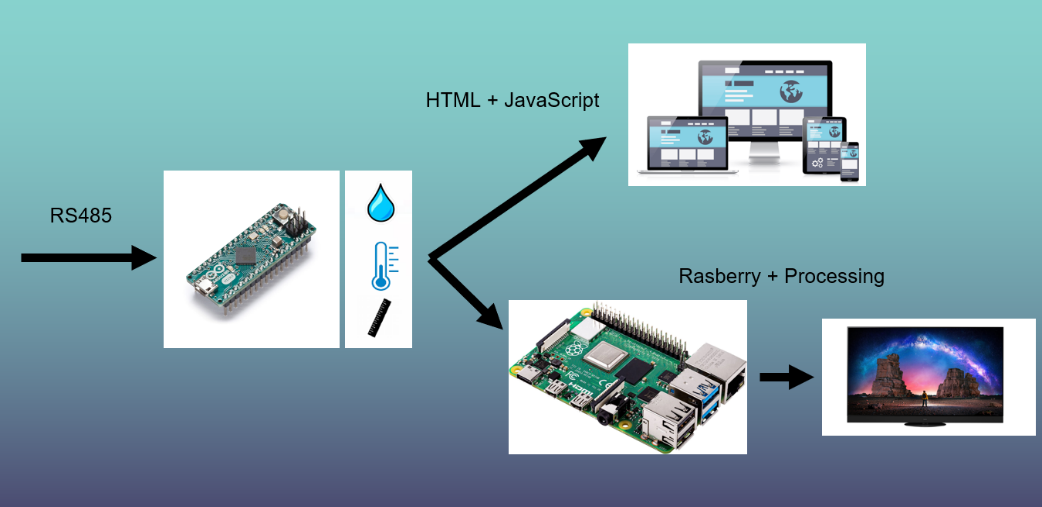 HTML + JavaScript
RS485
Rasberry + Processing